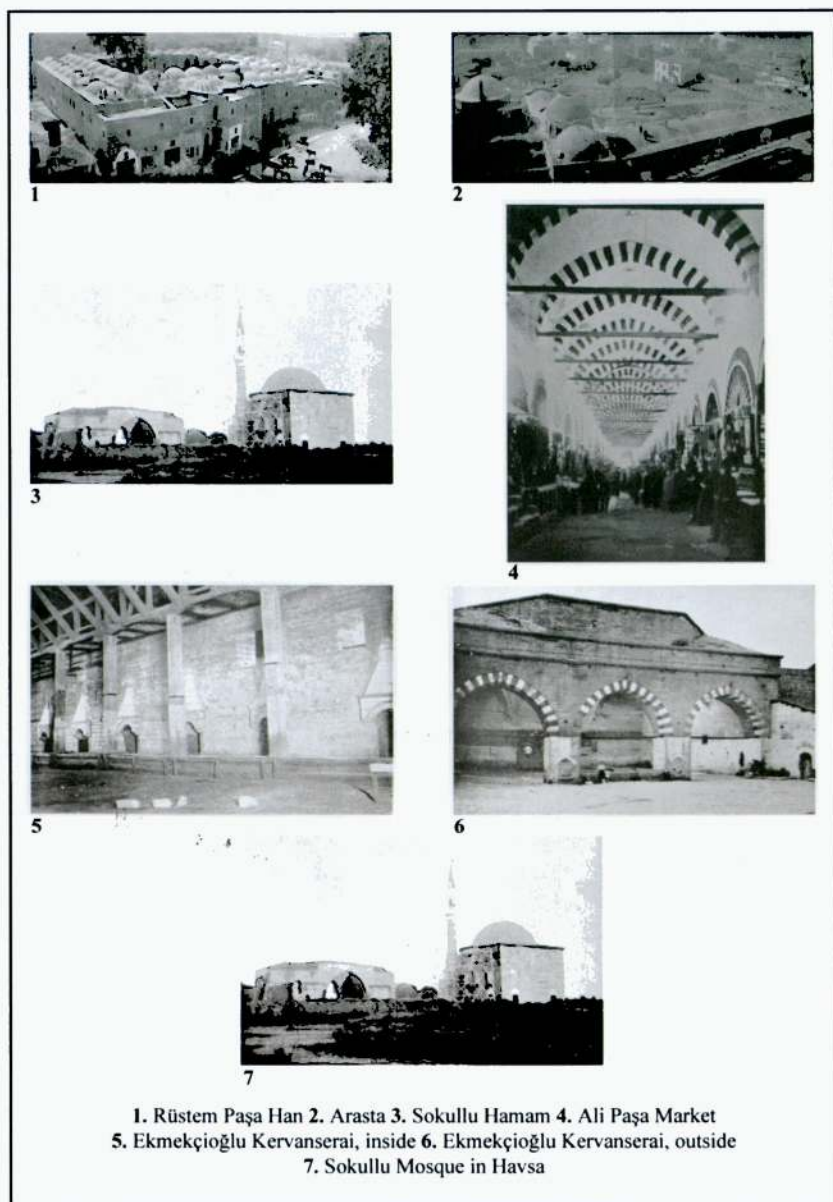 1
2
3
4
5
6
7
1. Rüstem Paşa Han 2. Arasta 3. Sokullu Hamam 4. Ali Paşa Market
5. Ekmekçioğlu Kervanserai, inside 6. Ekmekçioğlu Kervanserai, outside
7. Sokullu Mosque in Havsa